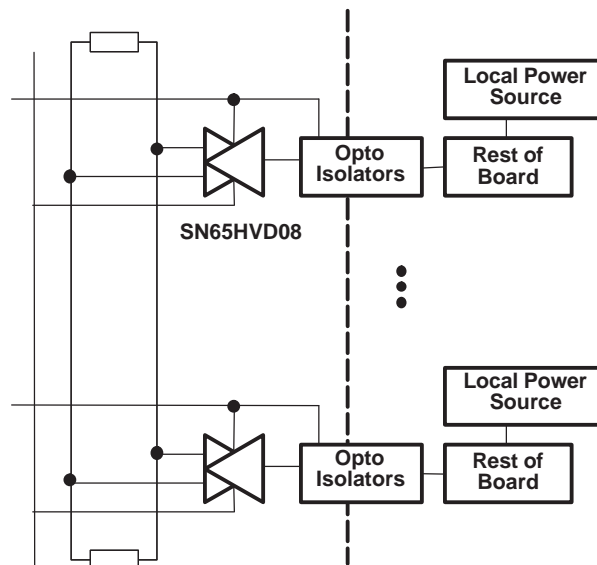 Local Power
Source
Opto
Isolators
Rest of
Board
SN65HVD08
Local Power
Source
Opto
Isolators
Rest of
Board